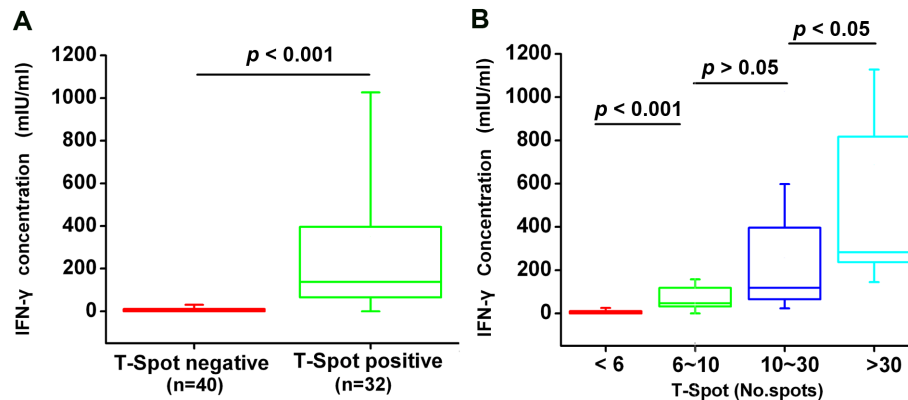 A
IFN-γ concentration (mIU/ml)
1200
1000
800
600
400
200
0
p < 0.001
T-Spot negative
(n=40)
T-Spot positive
(n=32)
B
IFN-γ Concentration (mIU/ml)
1200
1000
800
600
400
200
0
p < 0.001
p > 0.05
p < 0.05
< 6
6~10
10~30
>30
T-Spot (No.spots)